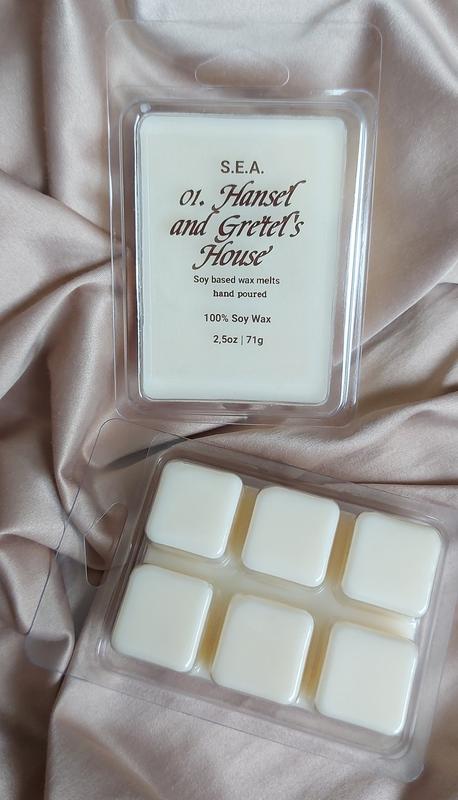 S.E.A.
01. Hansel
and Gretel's
House
Soy based wax melts
hand poured
100% Soy Wax
2,5oz | 71g